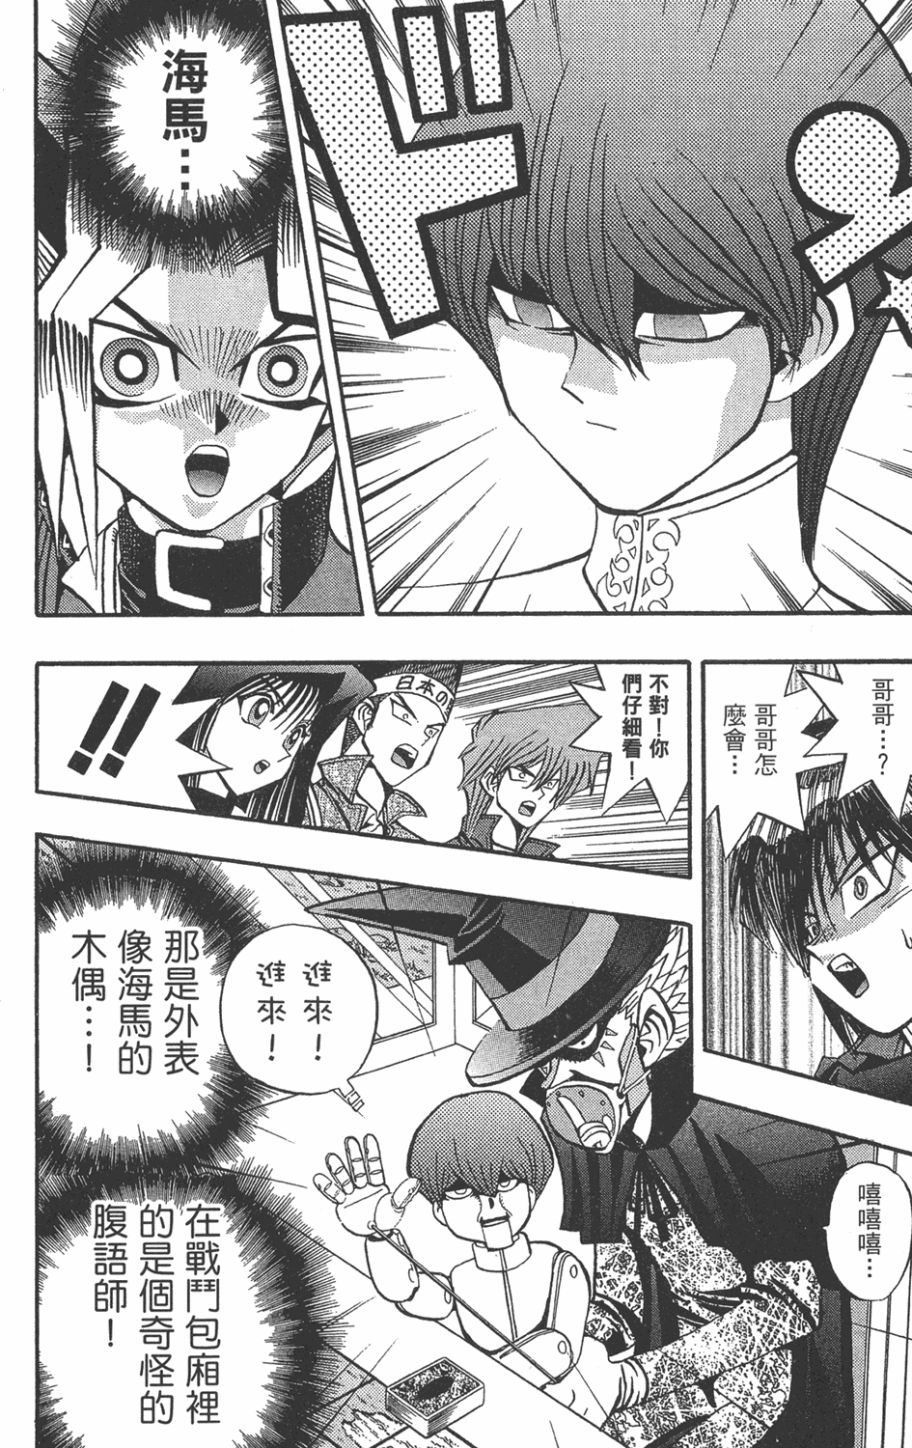 ドン
海馬…
哥哥…？
哥哥怎
麼會…
不對！你
們仔細看！
日本の
!!
嘻嘻嘻…
進來！
進來！
那是外表
像海馬的
木偶…！
在戰鬥包廂裡
的是個奇怪的
腹語師！